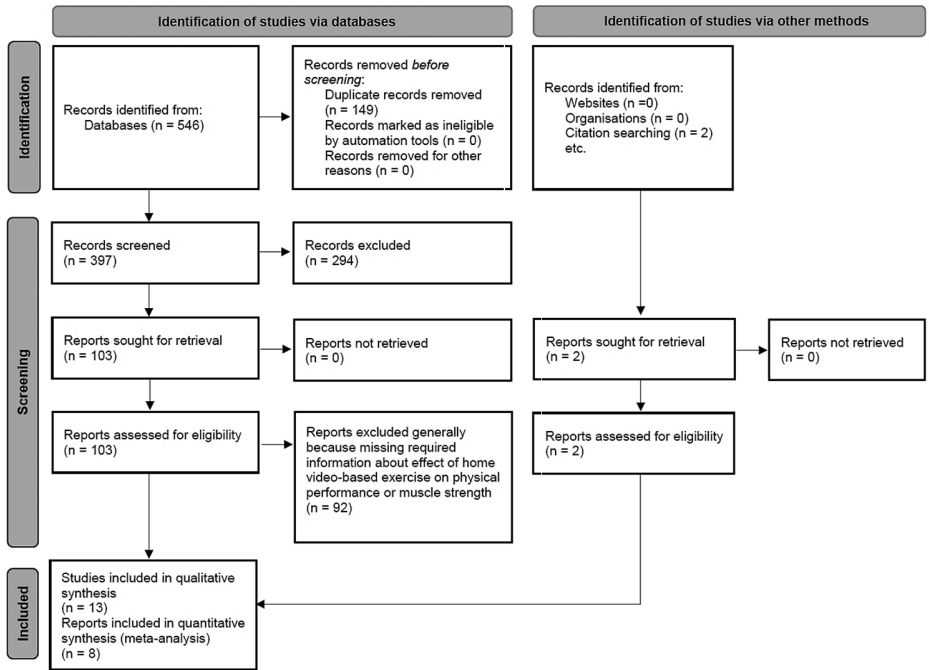 Identification of studies via databases
Identification of studies via other methods
Identification
Records identified from:
Databases (n = 546)
Records removed before
screening:
Duplicate records removed
(n = 149)
Records marked as ineligible
by automation tools (n = 0)
Records removed for other
reasons (n = 0)
Records identified from:
Websites (n =0)
Organisations (n = 0)
Citation searching (n = 2)
etc.
Screening
Records screened
(n = 397)
Records excluded
(n = 294)
Reports sought for retrieval
(n = 103)
Reports not retrieved
(n = 0)
Reports sought for retrieval
(n = 2)
Reports not retrieved
(n = 0)
Reports assessed for eligibility
(n = 103)
Reports excluded generally
because missing required
information about effect of home
video-based exercise on physical
performance or muscle strength
(n = 92)
Reports assessed for eligibility
(n = 2)
Included
Studies included in qualitative
synthesis
(n = 13)
Reports included in quantitative
synthesis (meta-analysis)
(n = 8)